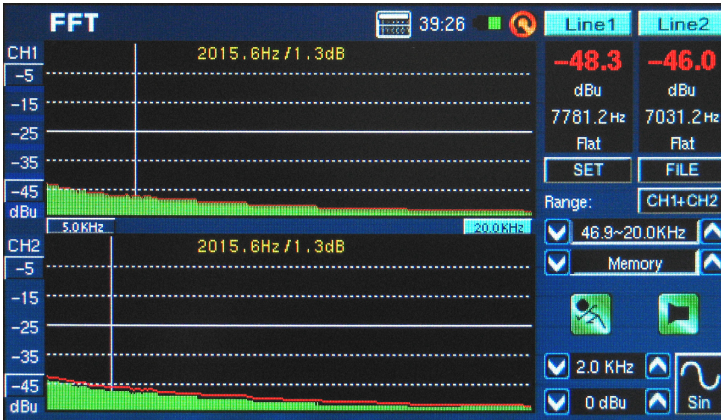 FFT
39:26
Line1
Line2
CH1
2015.6Hz/1.3dB
-5
-15
-25
-35
-45
dBu
-48.3
-46.0
dBu
dBu
7781.2Hz
7031.2Hz
Flat
Flat
SET
FILE
Range:
CH1+CH2
5.0KHz
20.0KHz
CH2
2015.6Hz/1.3dB
-5
-15
-25
-35
-45
dBu
46.9~20.0KHz
Memory
2.0 KHz
0 dBu
Sin